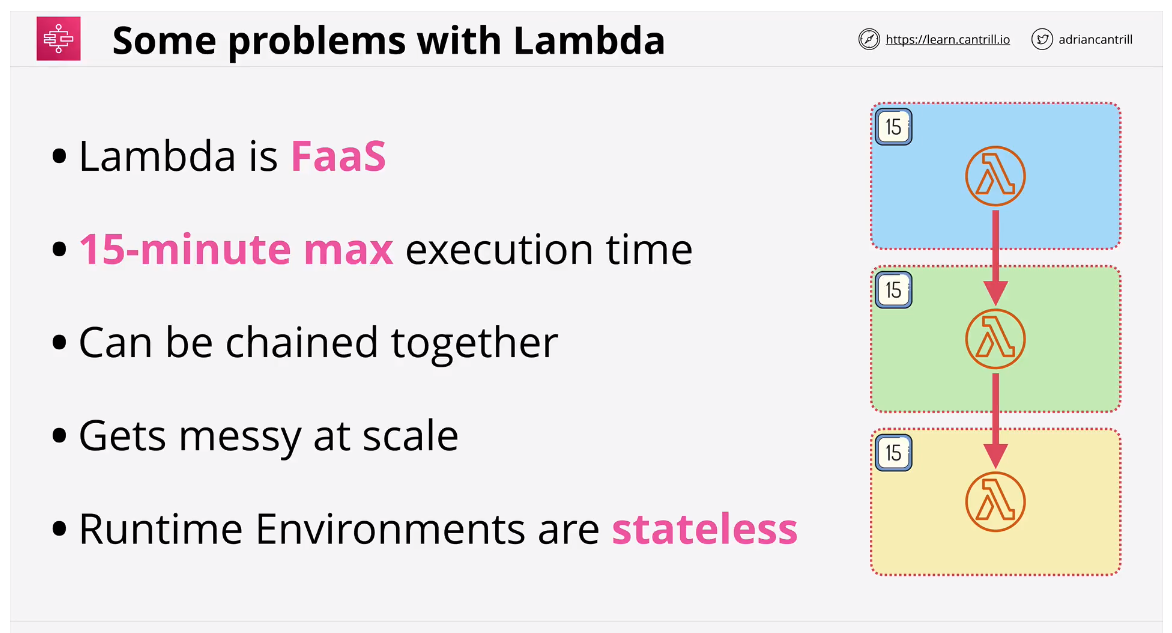 Some problems with Lambda
https://learn.cantrill.io
adriancantrill
• Lambda is FaaS
• 15-minute max execution time
• Can be chained together
• Gets messy at scale
• Runtime Environments are stateless
15
15
15